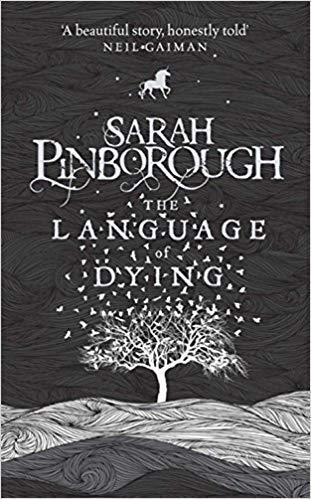 ‘A beautiful story, honestly told’
NEIL GAIMAN
SARAH
PINBOROUGH
THE
LANGUAGE
of
DYING